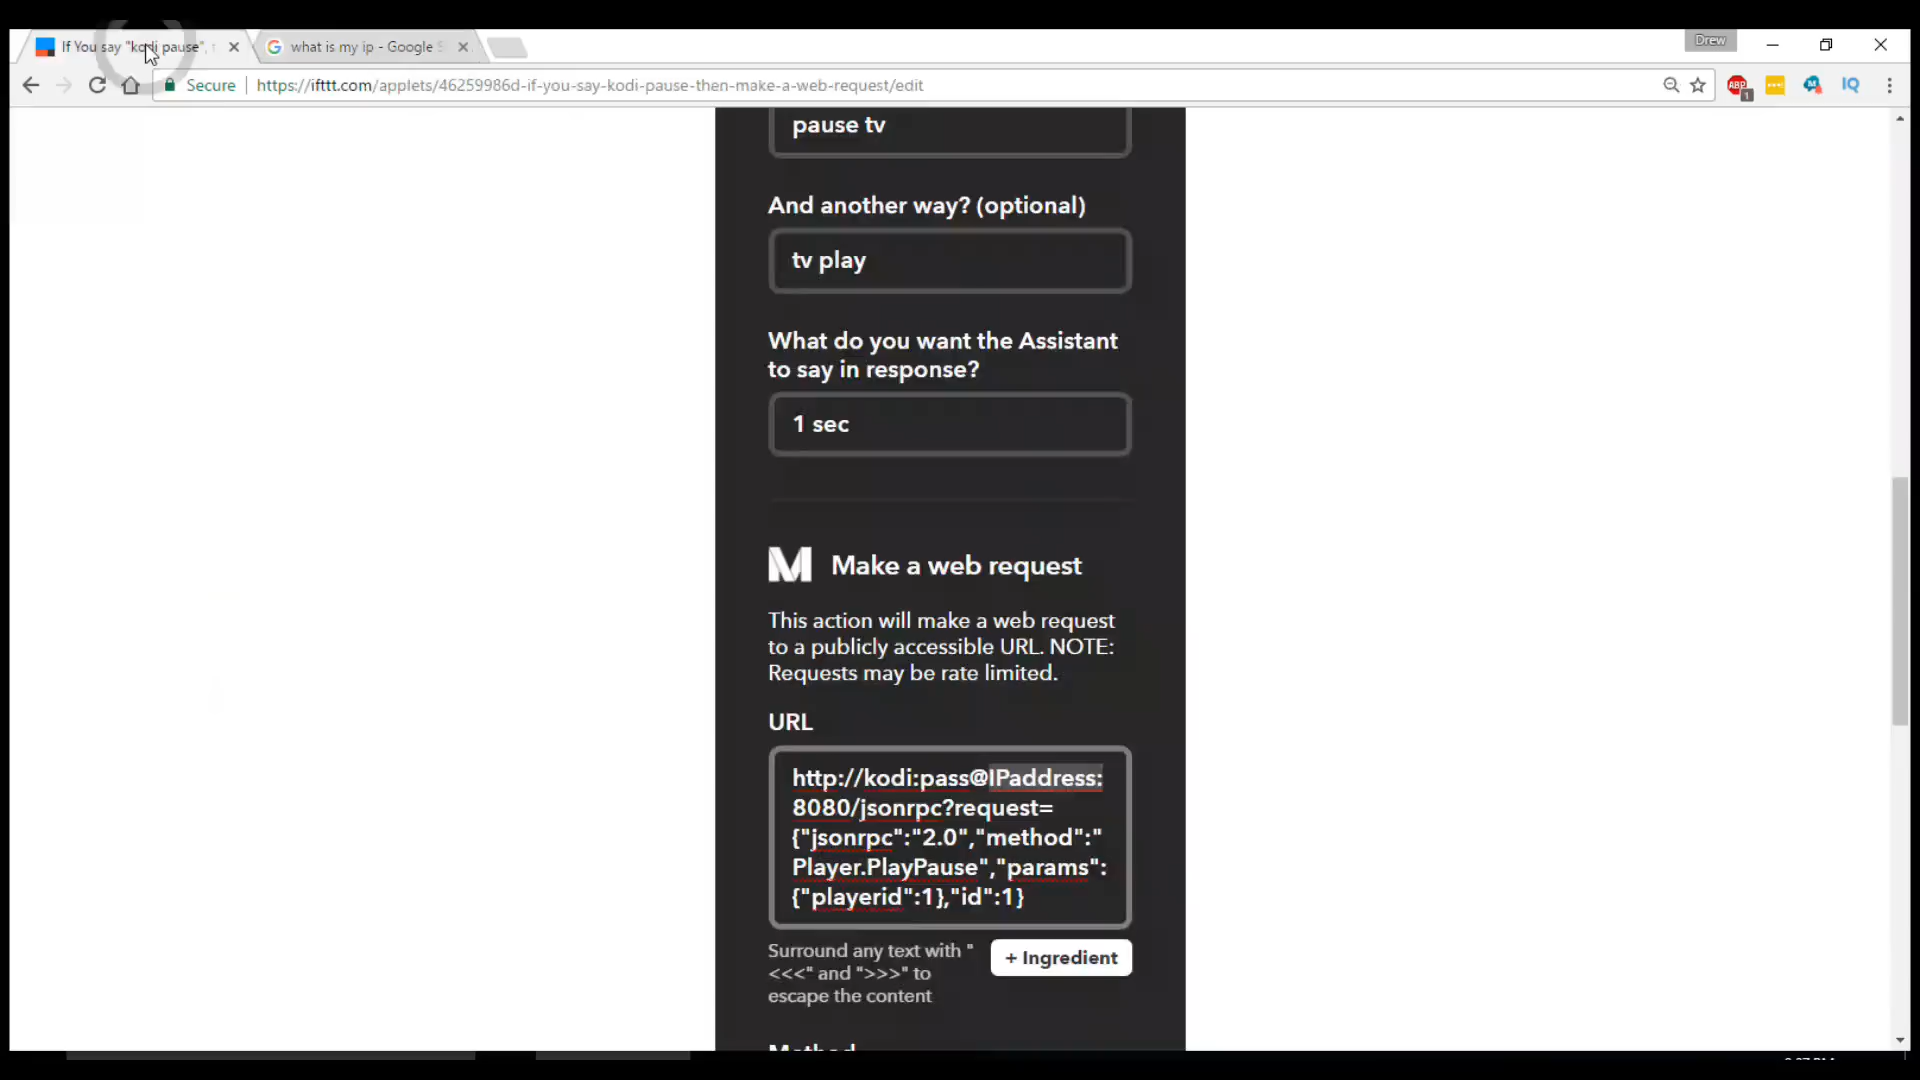 If You say "kodi pause",
what is my ip - Google S
Drew
Secure
https://ifttt.com/applets/46259986d-if-you-say-kodi-pause-then-make-a-web-request/edit
ABP
1
IQ
pause tv
And another way? (optional)
tv play
What do you want the Assistant
to say in response?
1 sec
M Make a web request
This action will make a web request
to a publicly accessible URL. NOTE:
Requests may be rate limited.
URL
http://kodi:pass@IPaddress:
8080/jsonrpc?request=
{"jsonrpc":"2.0","method":"
Player.PlayPause","params":
{"playerid":1},"id":1}
Surround any text with "
<<<" and ">>>" to
escape the content
+ Ingredient
Method